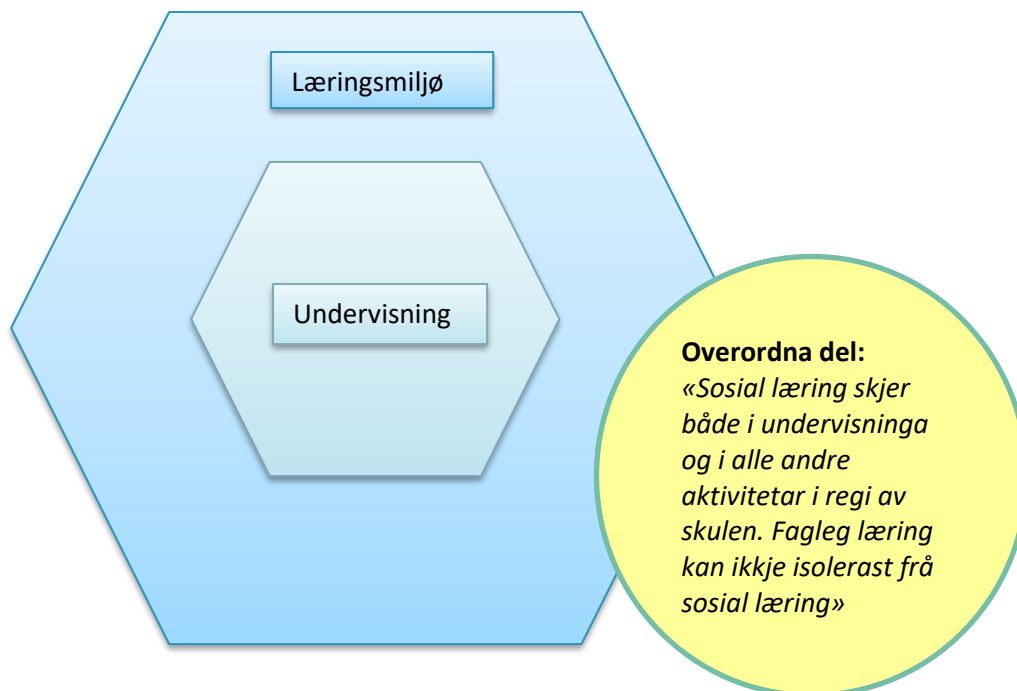 Læringsmiljø
Undervisning
Overordna del:
«Sosial læring skjer
både i undervisninga
og i alle andre
aktivitetar i regi av
skulen. Fagleg læring
kan ikkje isolerast frå
sosial læring»